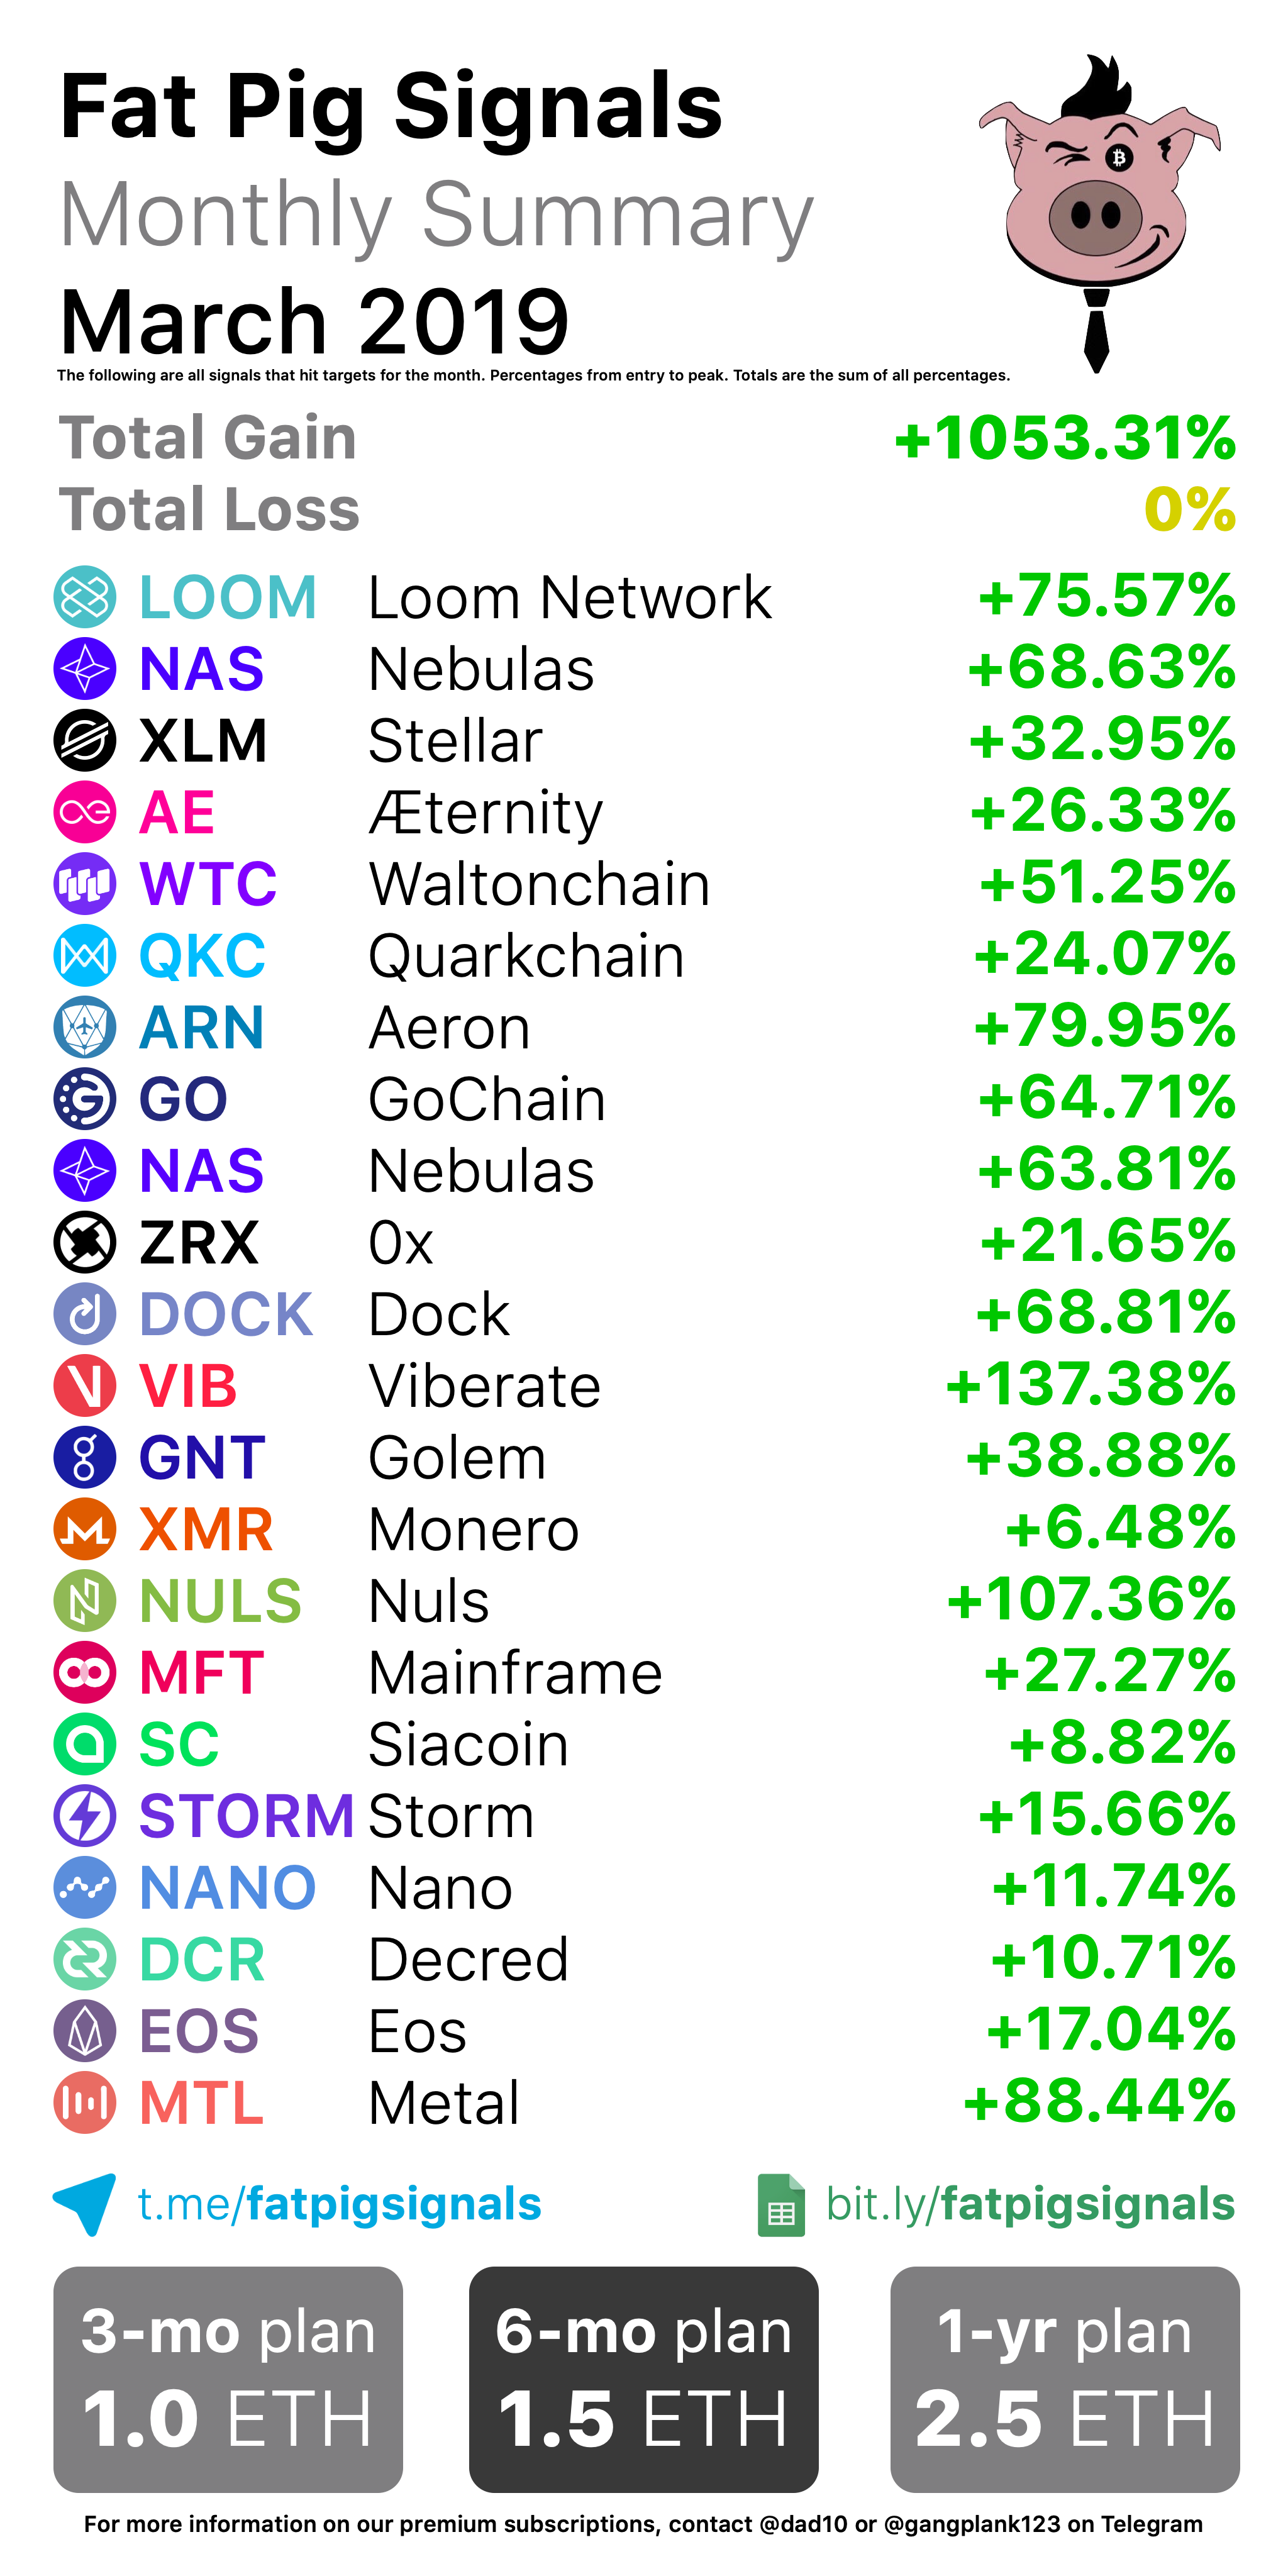 Fat Pig Signals
Monthly Summary
March 2019
The following are all signals that hit targets for the month. Percentages from entry to peak. Totals are the sum of all percentages.
Total Gain +1053.31%
Total Loss 0%
LOOM Loom Network +75.57%
NAS Nebulas +68.63%
XLM Stellar +32.95%
AE Æternity +26.33%
WTC Waltonchain +51.25%
QKC Quarkchain +24.07%
ARN Aeron +79.95%
GO GoChain +64.71%
NAS Nebulas +63.81%
ZRX 0x +21.65%
DOCK Dock +68.81%
VIB Viberate +137.38%
GNT Golem +38.88%
XMR Monero +6.48%
NULS Nuls +107.36%
MFT Mainframe +27.27%
SC Siacoin +8.82%
STORM Storm +15.66%
NANO Nano +11.74%
DCR Decred +10.71%
EOS Eos +17.04%
MTL Metal +88.44%
t.me/fatpigsignals bit.ly/fatpigsignals
3-mo plan 6-mo plan 1-yr plan
1.0 ETH 1.5 ETH 2.5 ETH
For more information on our premium subscriptions, contact @dad10 or @gangplank123 on Telegram